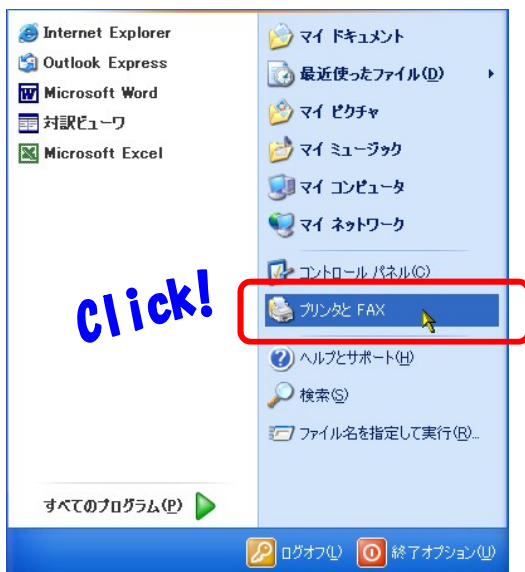 Internet Explorer
Outlook Express
Microsoft Word
対訳ビューワ
Microsoft Excel
Click!
すべてのプログラム(P)
マイ ドキュメント
最近使ったファイル(D)
マイ ピクチャ
マイ ミュージック
マイ コンピュータ
マイ ネットワーク
コントロール パネル(C)
プリンタと FAX
ヘルプとサポート(H)
検索(S)
ファイル名を指定して実行(R)...
ログオフ(L)
終了オプション(U)